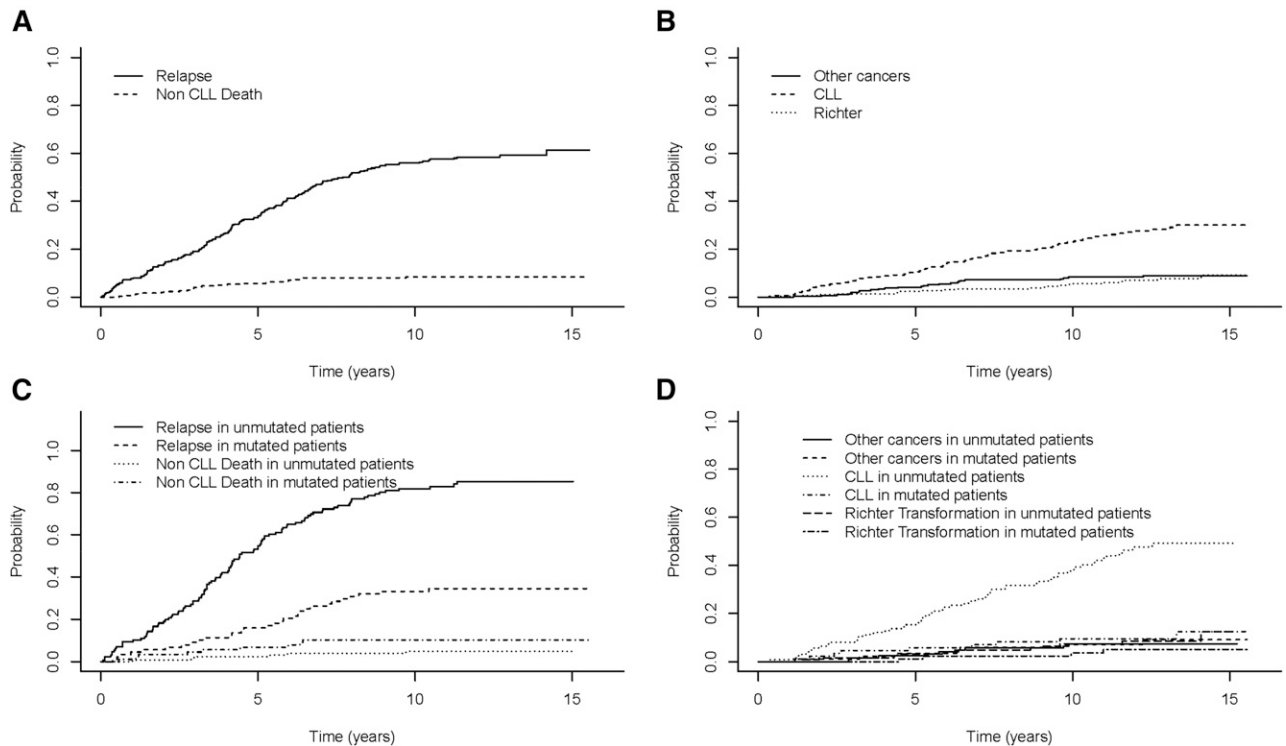 A
Relapse
Non CLL Death
Probability
0.0 0.2 0.4 0.6 0.8 1.0
0 5 10 15
Time (years)
B
Other cancers
CLL
Richter
Probability
0.0 0.2 0.4 0.6 0.8 1.0
0 5 10 15
Time (years)
C
Relapse in unmutated patients
Relapse in mutated patients
Non CLL Death in unmutated patients
Non CLL Death in mutated patients
Probability
0.0 0.2 0.4 0.6 0.8 1.0
0 5 10 15
Time (years)
D
Other cancers in unmutated patients
Other cancers in mutated patients
CLL in unmutated patients
CLL in mutated patients
Richter Transformation in unmutated patients
Richter Transformation in mutated patients
Probability
0.0 0.2 0.4 0.6 0.8 1.0
0 5 10 15
Time (years)